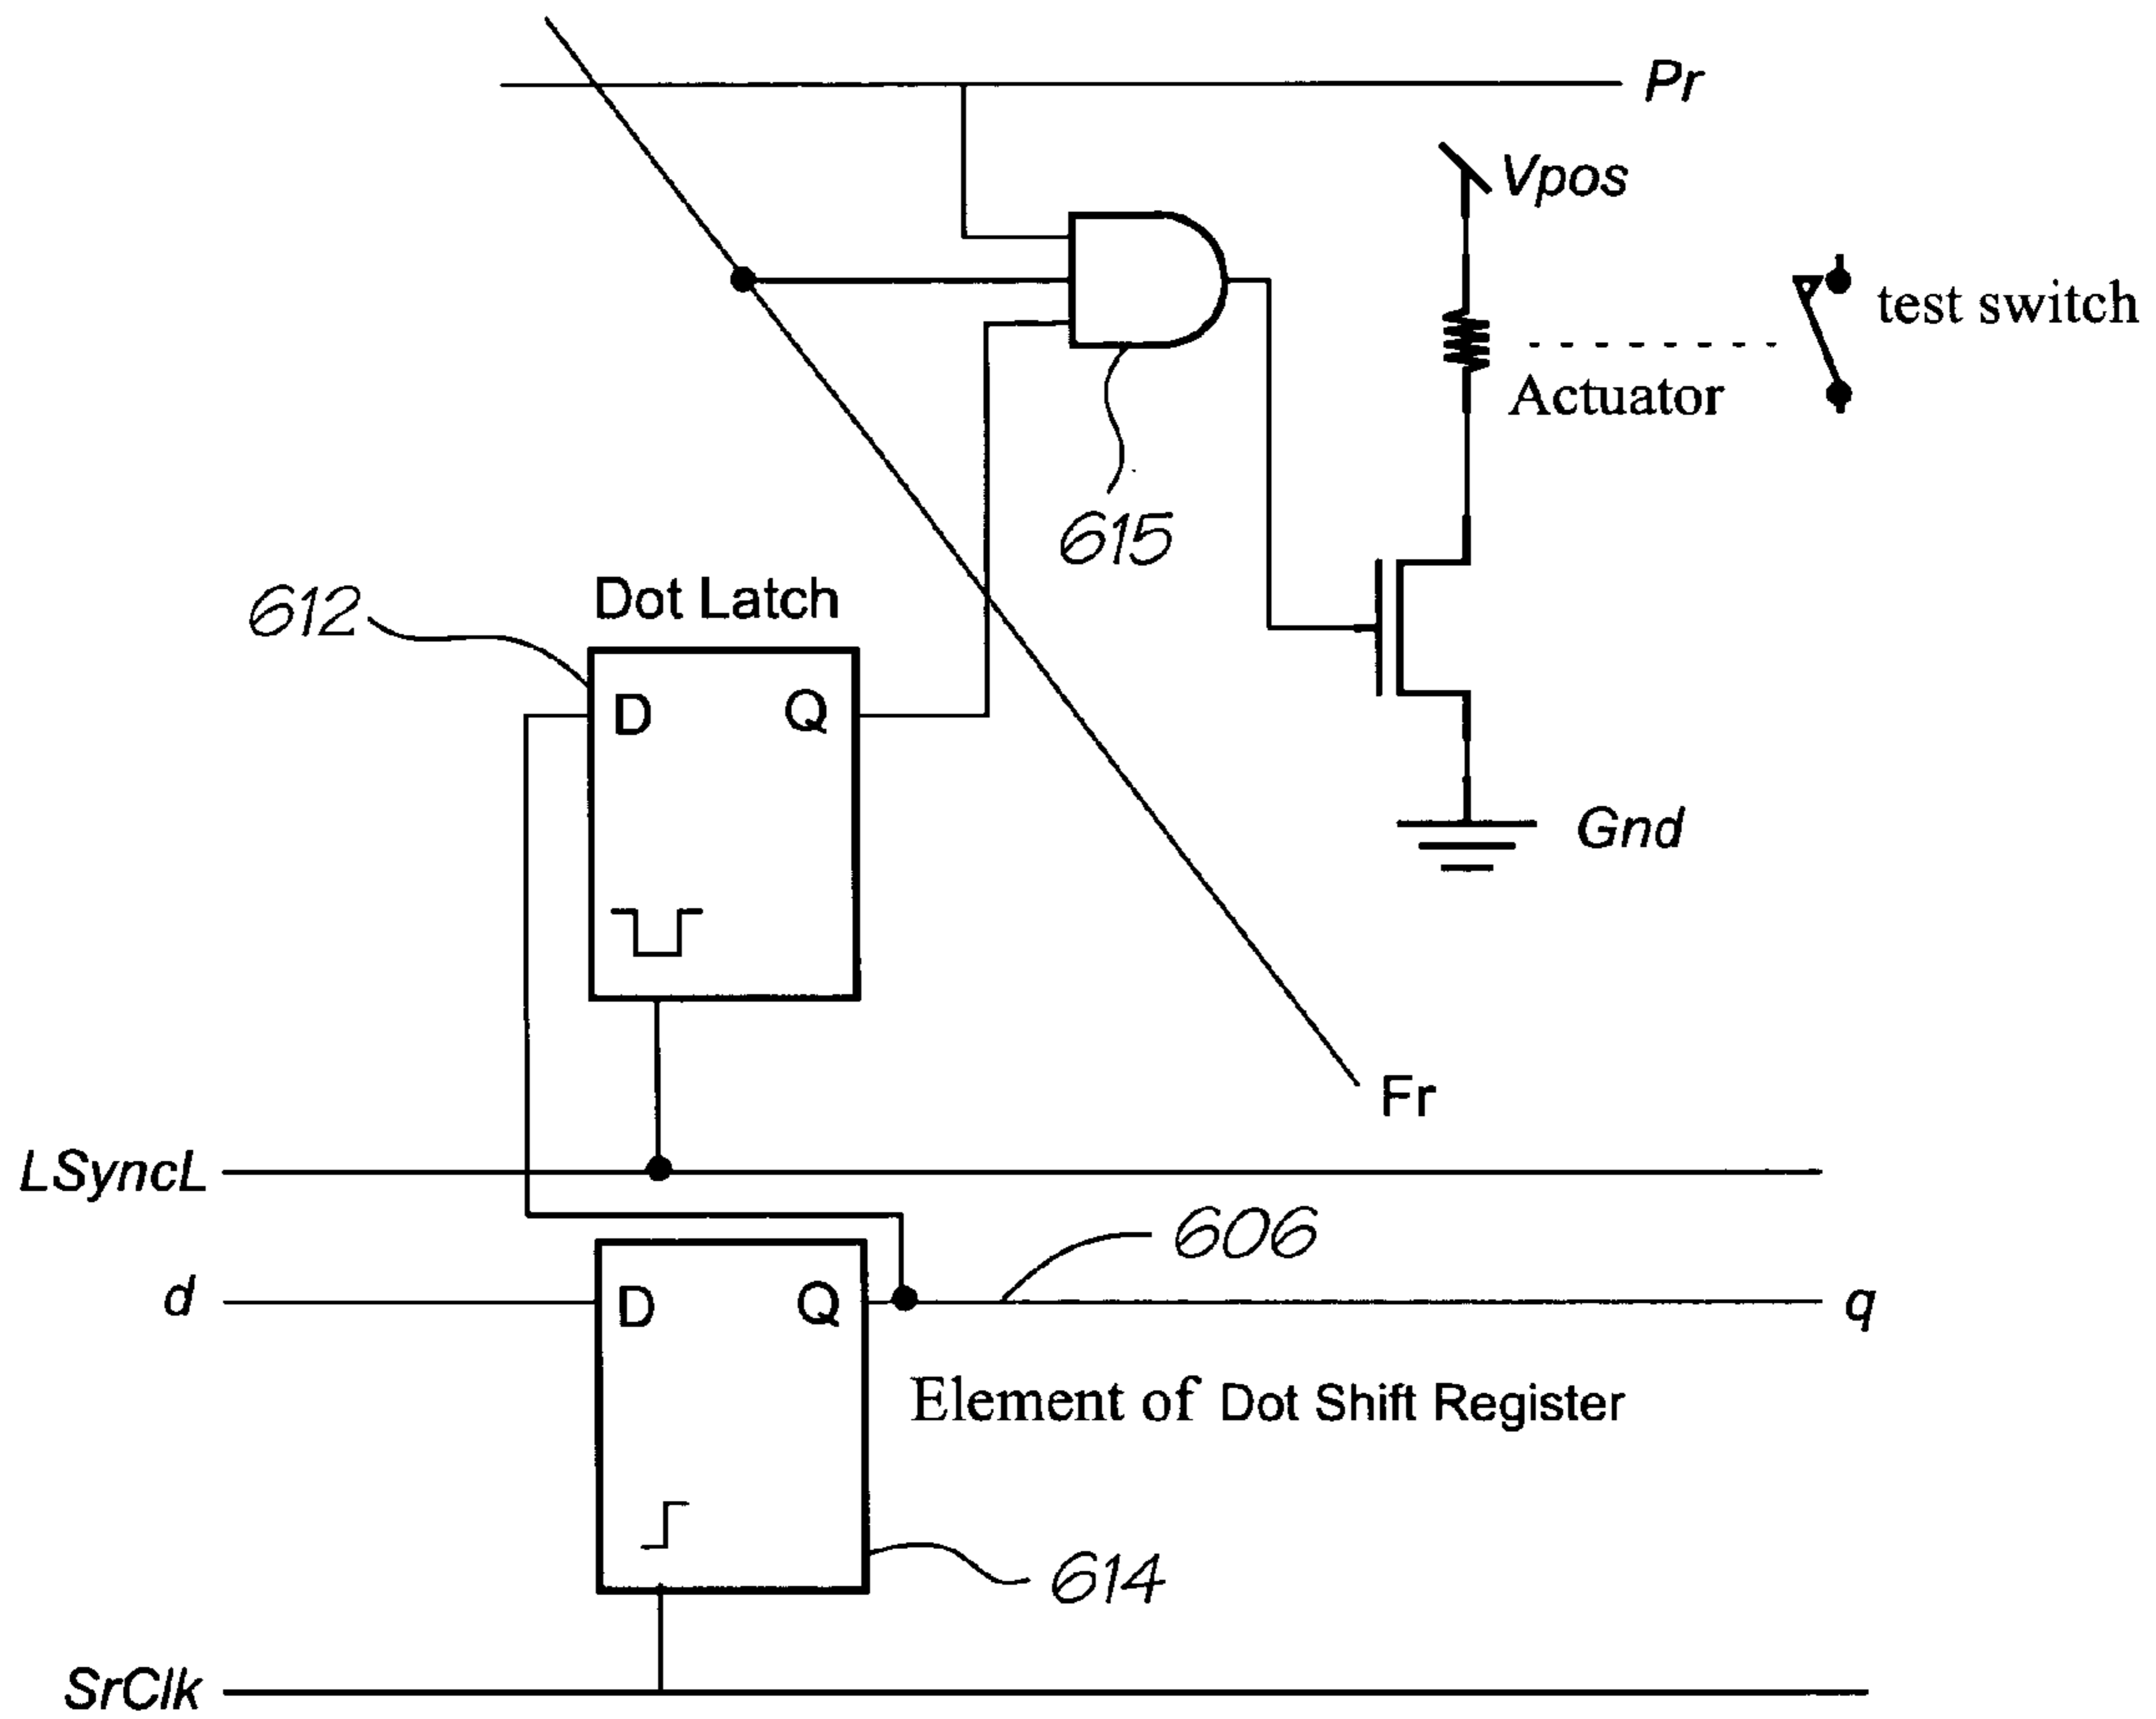 Pr
Vpos
test switch
Actuator
615
612
Dot Latch
D
Q
Gnd
Fr
LSyncL
606
d
D
Q
q
Element of Dot Shift Register
614
SrClk